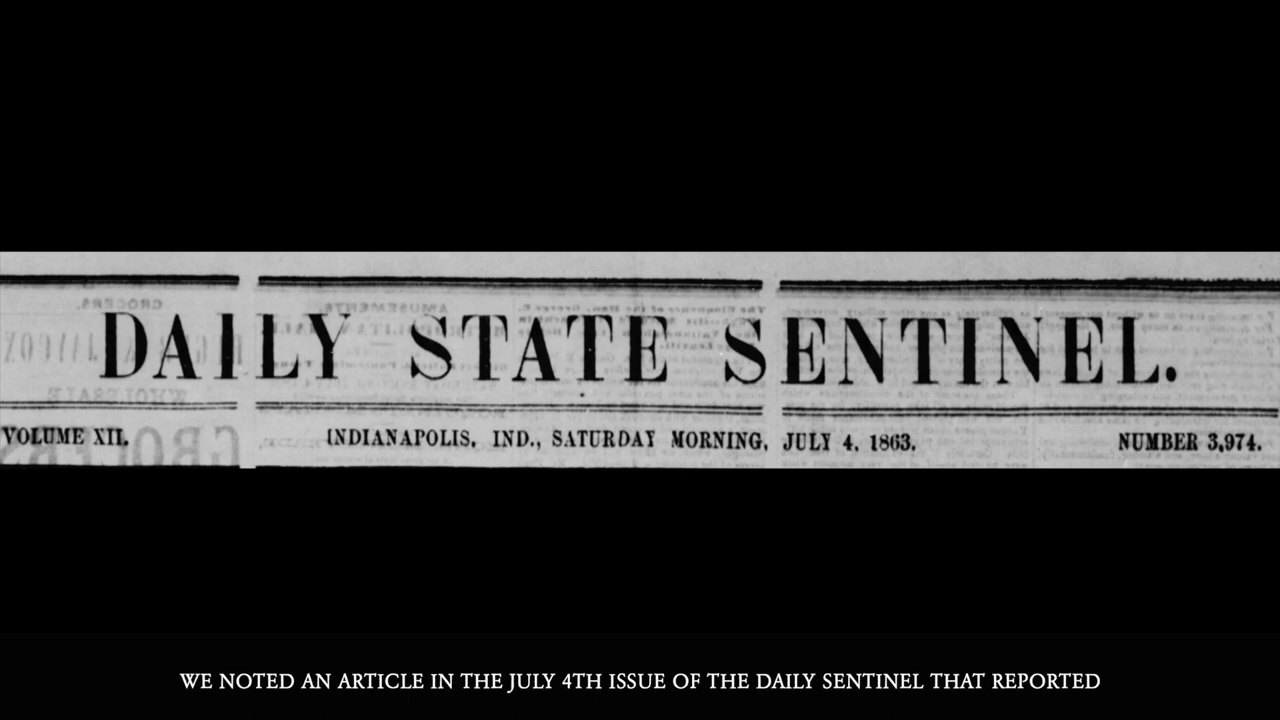 DAILY STATE SENTINEL.
VOLUME XII. INDIANAPOLIS, IND., SATURDAY MORNING, JULY 4, 1863. NUMBER 3,974.
WE NOTED AN ARTICLE IN THE JULY 4TH ISSUE OF THE DAILY SENTINEL THAT REPORTED